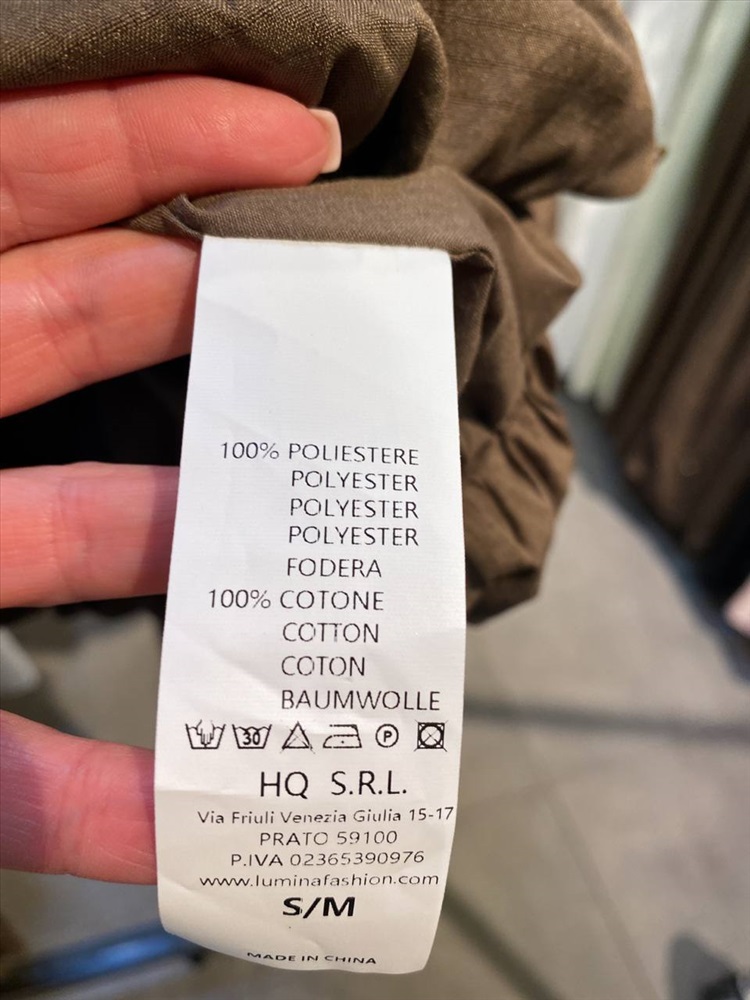 100% POLIESTERE
POLYESTER
POLYESTER
POLYESTER
FODERA
100% COTONE
COTTON
COTON
BAUMWOLLE
30 P
HQ S.R.L.
Via Friuli Venezia Giulia 15-17
PRATO 59100
P.IVA 02365390976
www.luminafashion.com
S/M
MADE IN CHINA